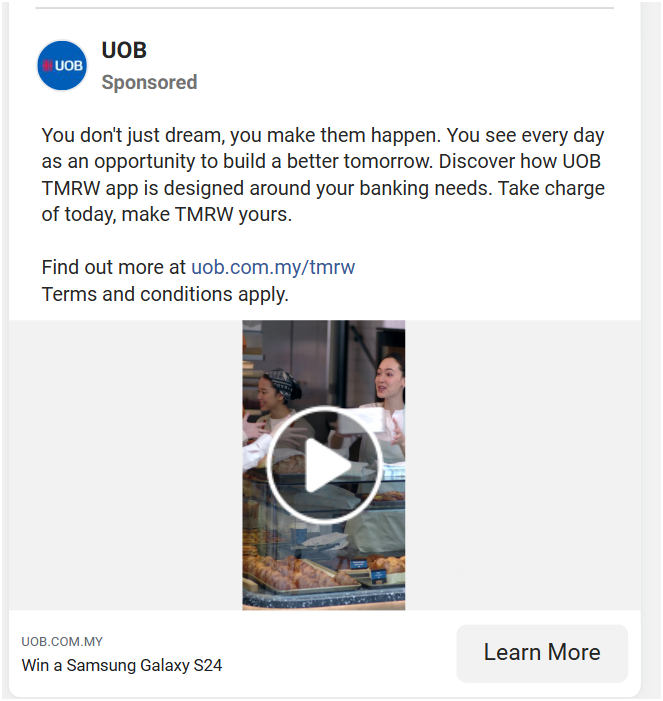 UOB
UOB
Sponsored
You don't just dream, you make them happen. You see every day
as an opportunity to build a better tomorrow. Discover how UOB
TMRW app is designed around your banking needs. Take charge
of today, make TMRW yours.
Find out more at uob.com.my/tmrw
Terms and conditions apply.
UOB.COM.MY
Win a Samsung Galaxy S24
Learn More